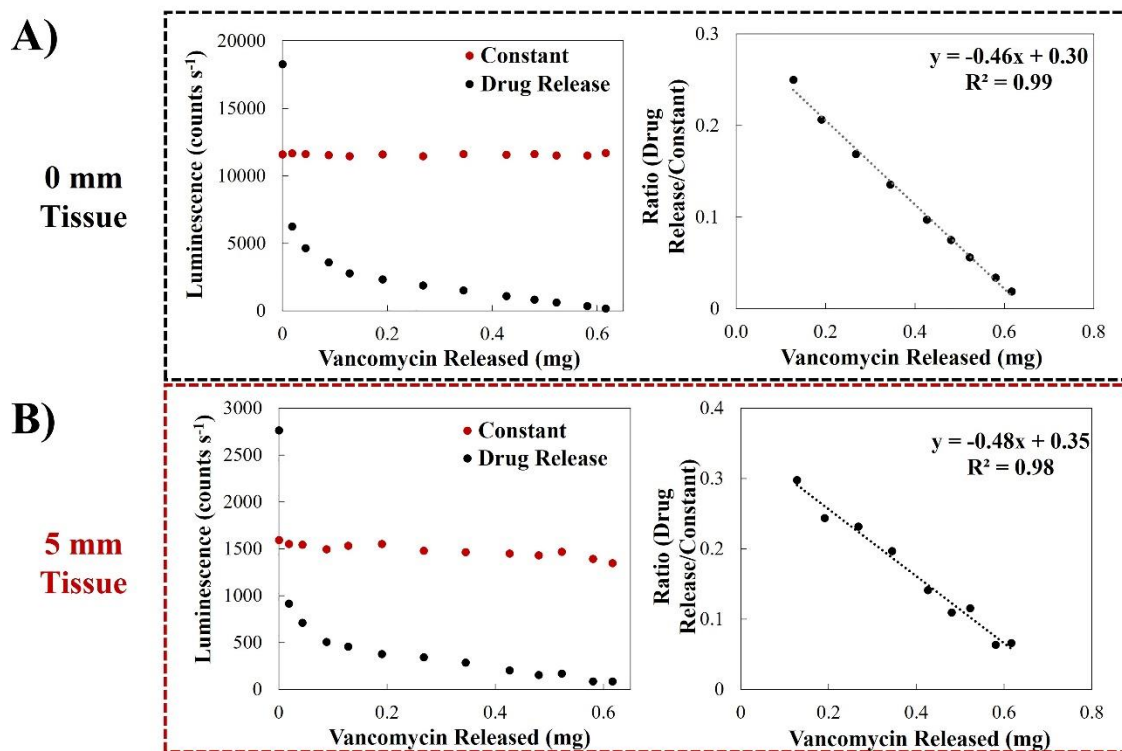 A)
0 mm
Tissue
Luminescence (counts s⁻¹)
20000
15000
10000
5000
0
Constant
Drug Release
0 0.2 0.4 0.6
Vancomycin Released (mg)
Ratio (Drug
Release/Constant)
0.3
0.2
0.1
0
y = -0.46x + 0.30
R² = 0.99
0.0 0.2 0.4 0.6 0.8
Vancomycin Released (mg)
B)
5 mm
Tissue
Luminescence (counts s⁻¹)
3000
2500
2000
1500
1000
500
0
Constant
Drug Release
0 0.2 0.4 0.6
Vancomycin Released (mg)
Ratio (Drug
Release/Constant)
0.4
0.3
0.2
0.1
0
y = -0.48x + 0.35
R² = 0.98
0 0.2 0.4 0.6 0.8
Vancomycin Released (mg)